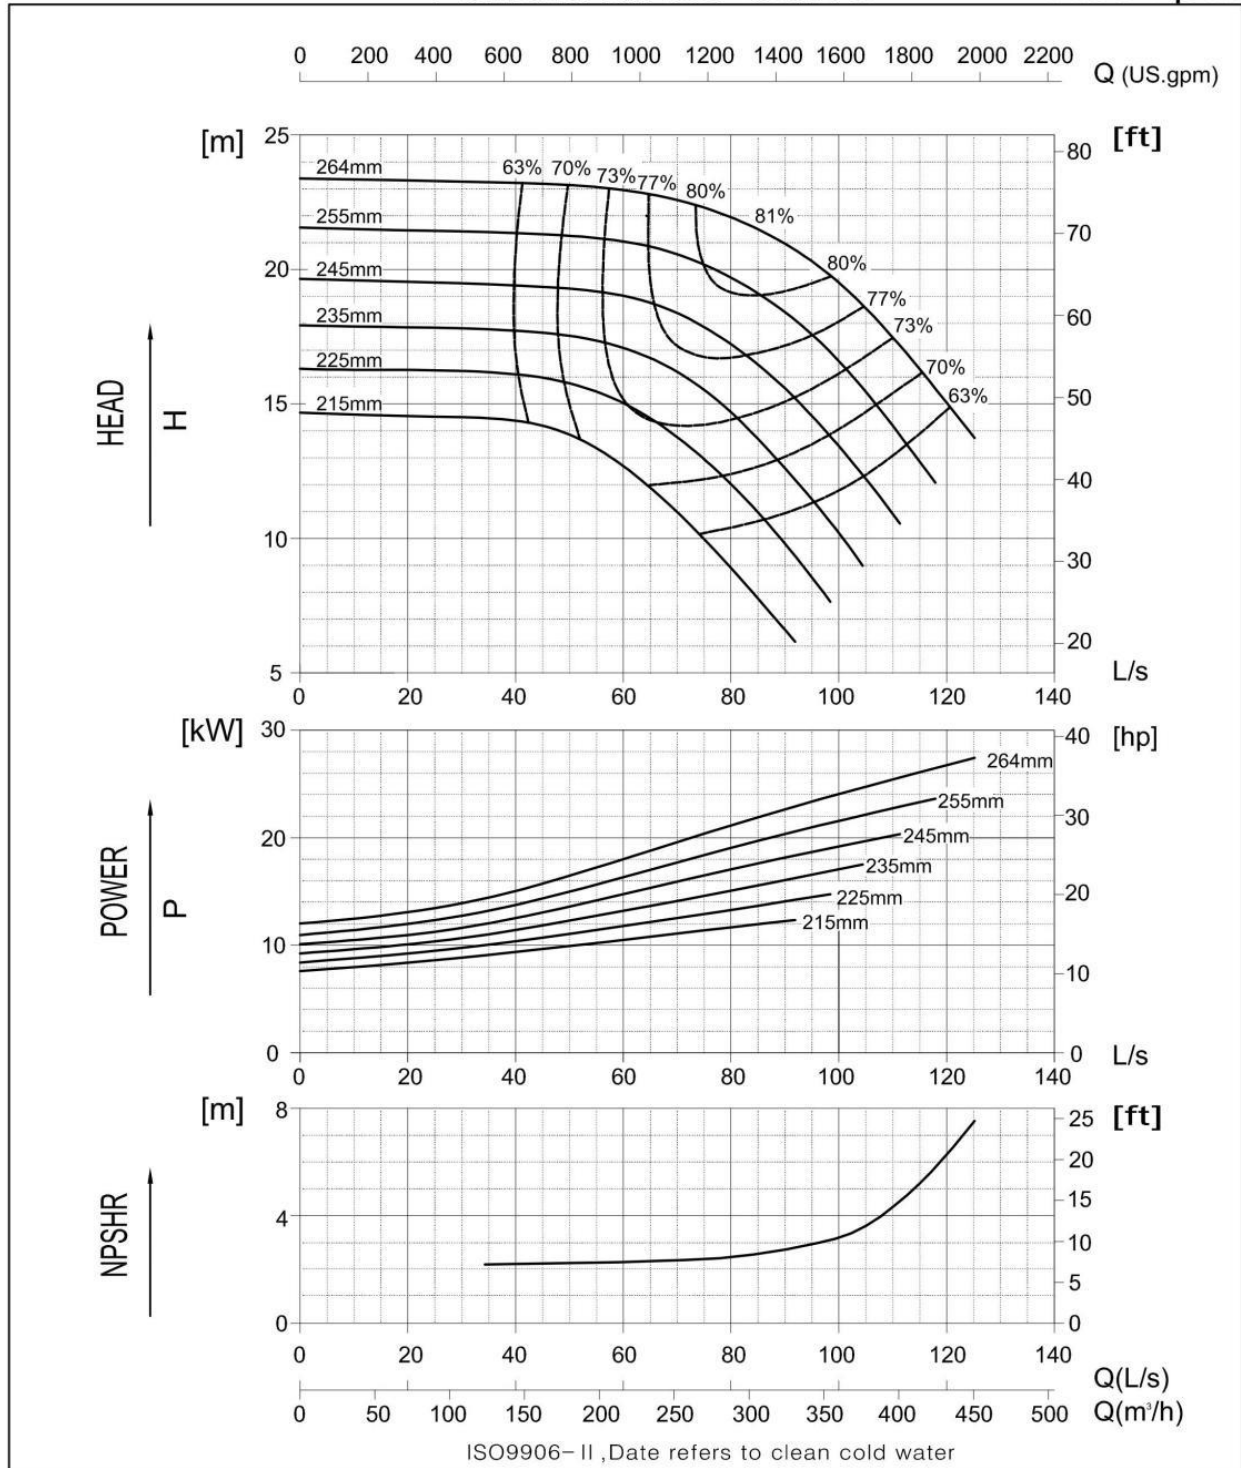 0 200 400 600 800 1000 1200 1400 1600 1800 2000 2200
Q (US.gpm)
[m] 25 [ft]
80
264mm 63% 70% 73% 77% 80%
255mm 81%
70
245mm 20 80%
77%
235mm 60
73%
225mm
70%
215mm 15 50
63%
HEAD
H
40
10
30
20
5 L/s
0 20 40 60 80 100 120 140
[kW] 30 40 [hp]
264mm
255mm
30
20 245mm
235mm
20
225mm
215mm
POWER
P
10 10
0 0 L/s
0 20 40 60 80 100 120 140
[m] 8 25 [ft]
20
15
4
10
NPSHR
5
0 0
0 20 40 60 80 100 120 140
Q(L/s)
0 50 100 150 200 250 300 350 400 450 500 Q(m³/h)
ISO9906-II ,Date refers to clean cold water